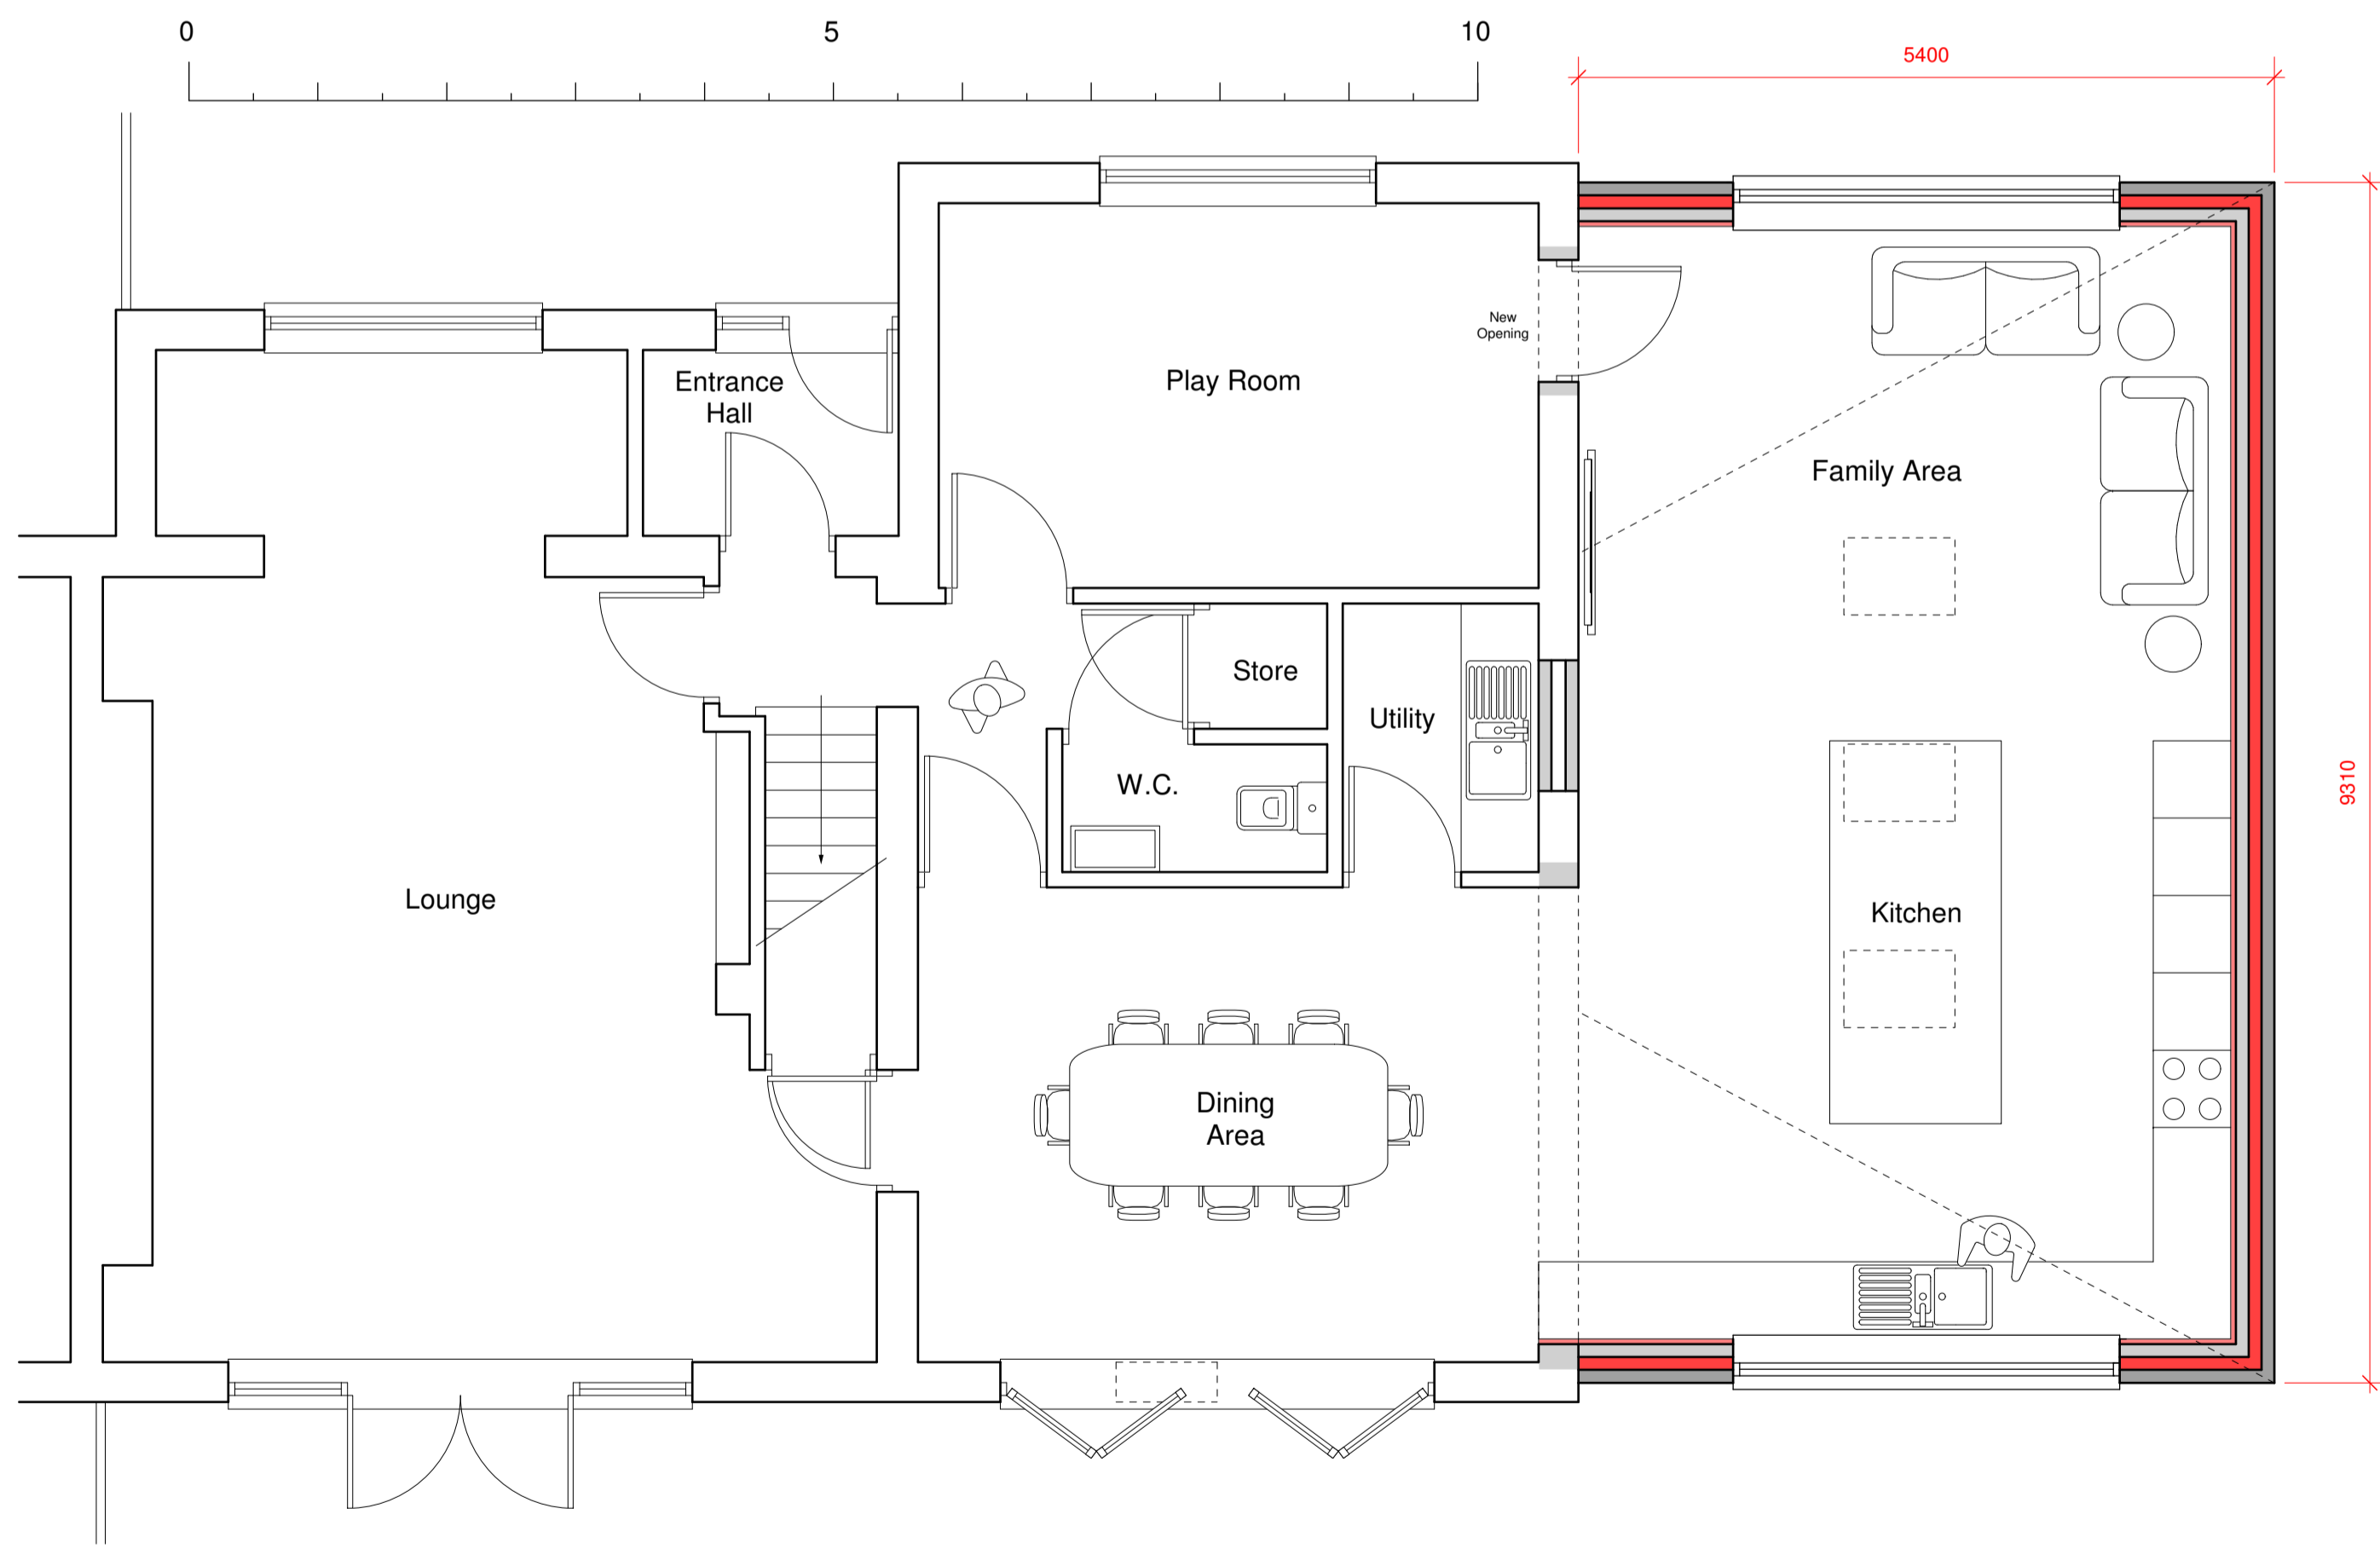 0 5 10
5400
New
Opening
Entrance
Hall
Play Room
Family Area
Store
Utility
W.C.
9310
Lounge
Kitchen
Dining
Area